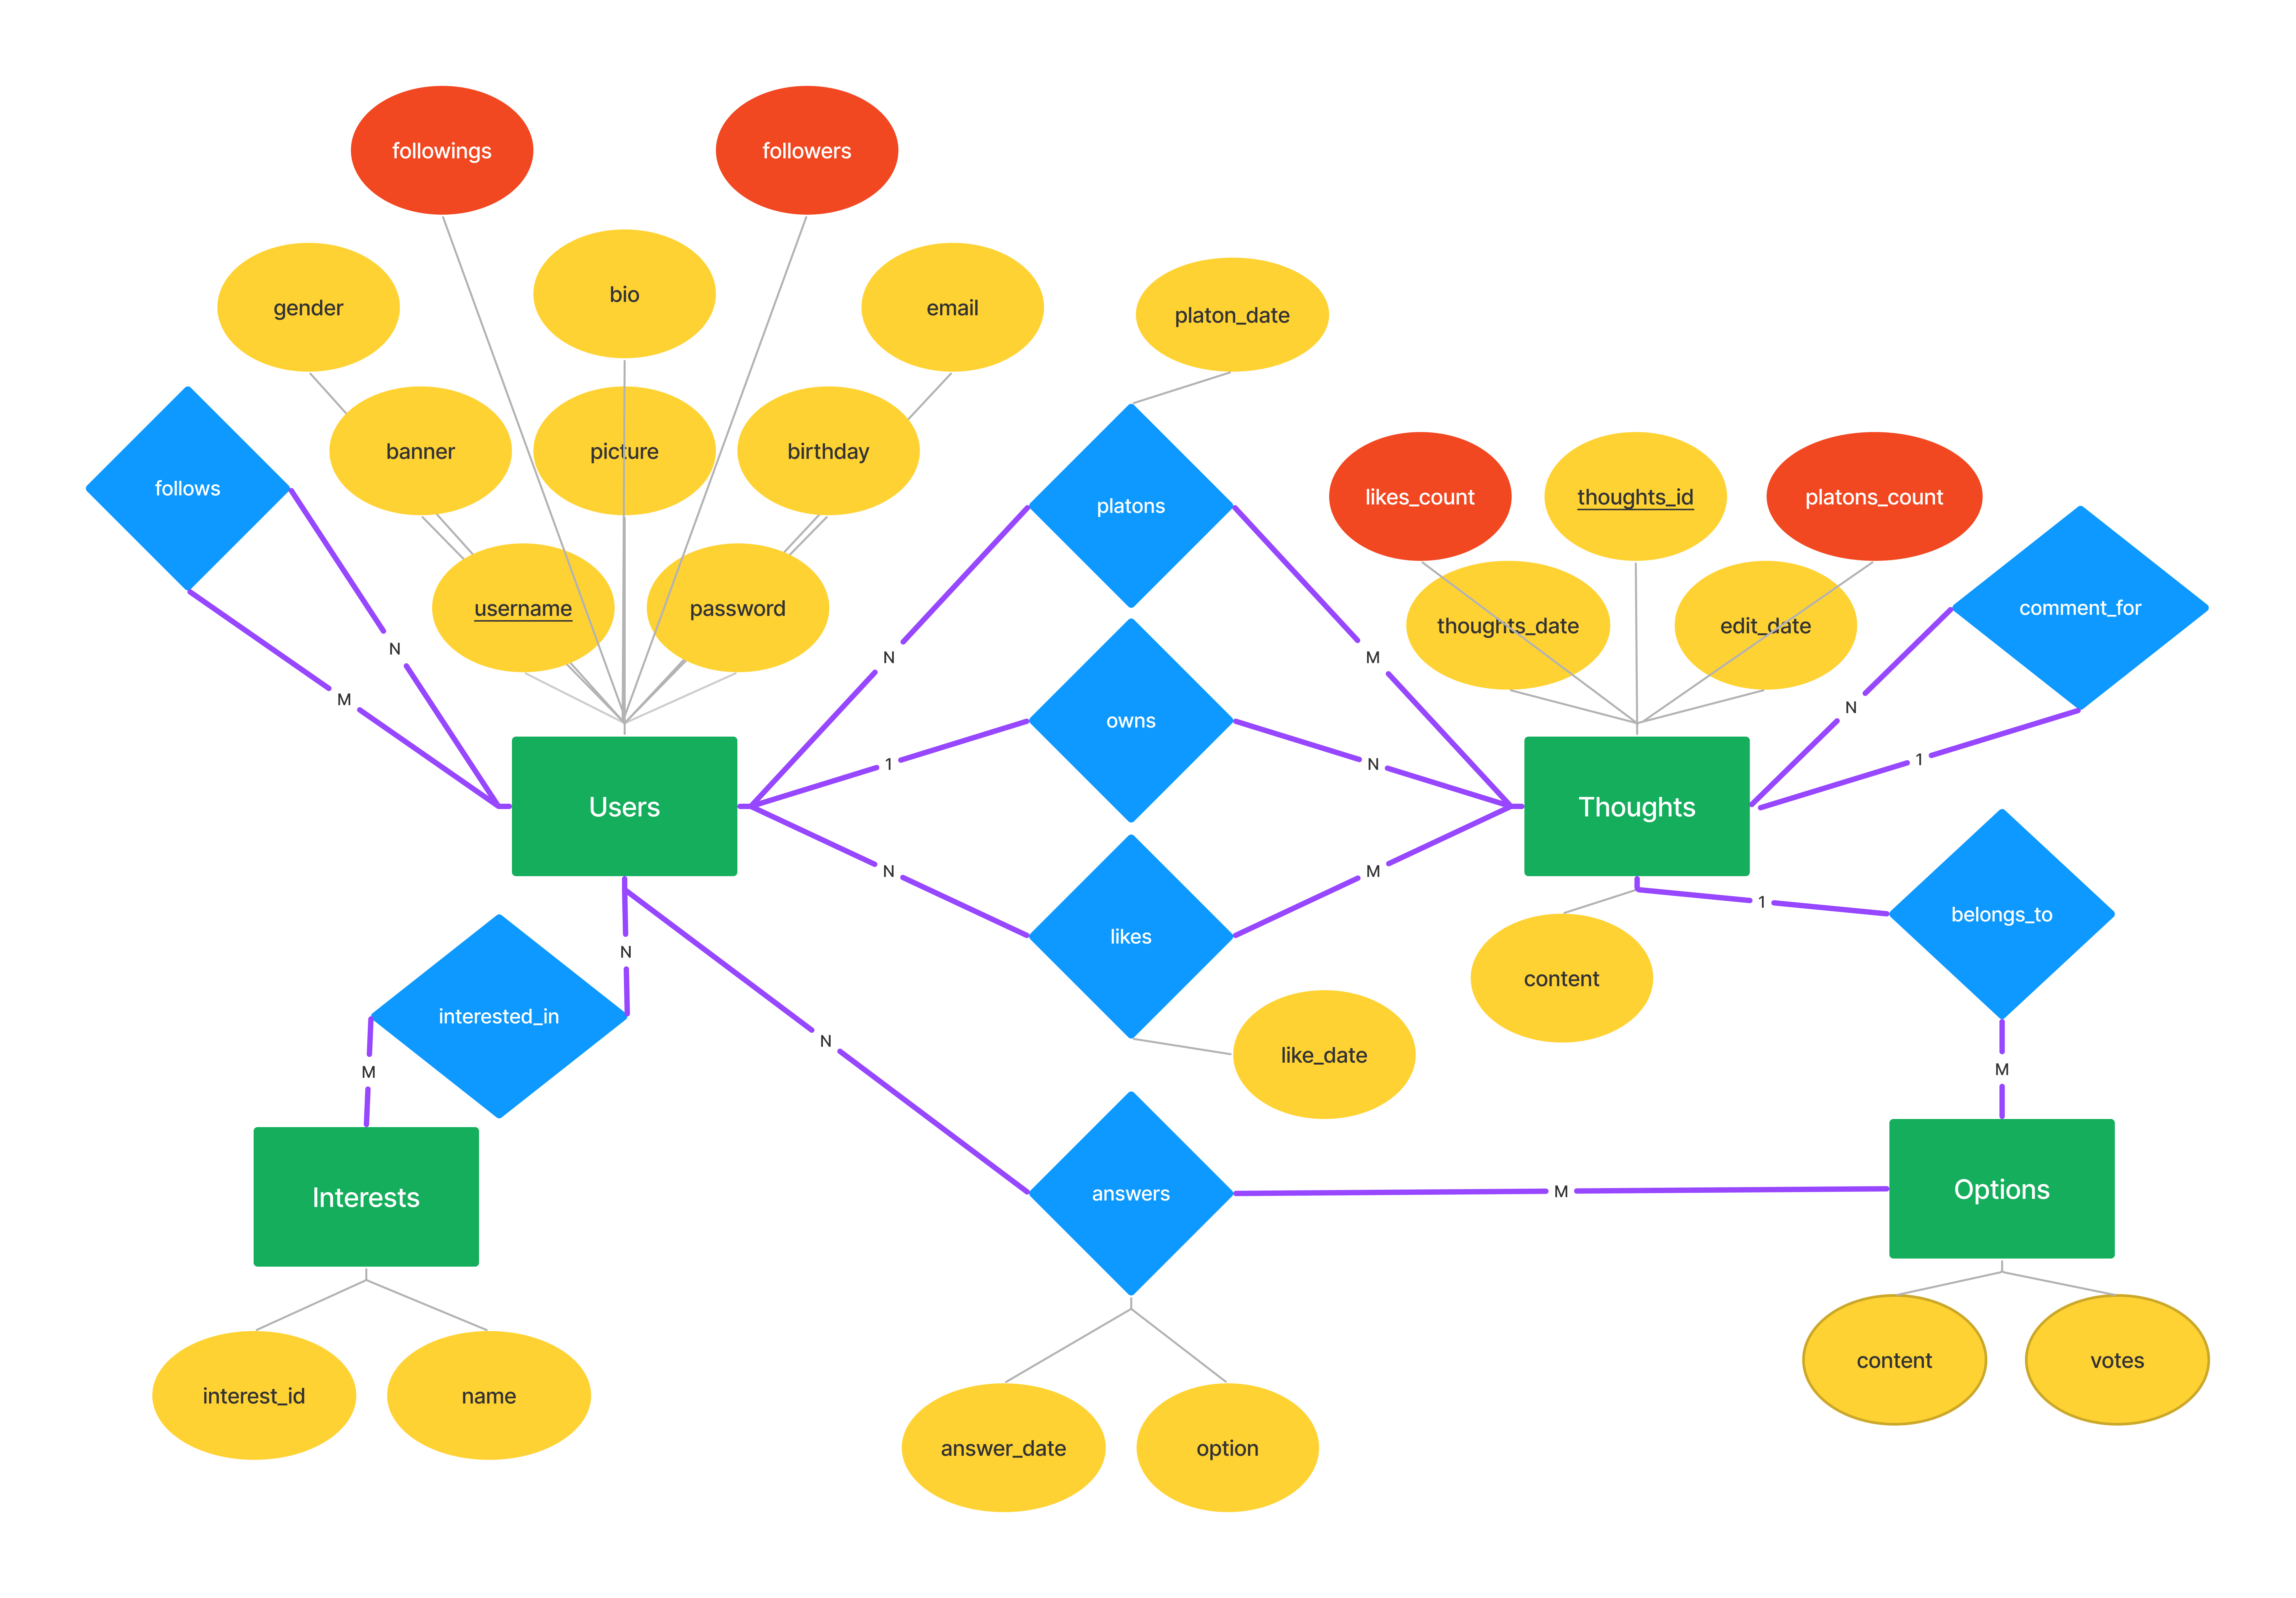 followings
followers
gender
bio
email
platon_date
banner
picture
birthday
follows
platons
likes_count
thoughts_id
platons_count
username
password
thoughts_date
edit_date
comment_for
N
M
N
M
N
owns
1
N
1
Users
Thoughts
N
M
1
belongs_to
likes
N
content
interested_in
N
like_date
M
M
answers
M
Interests
Options
interest_id
name
answer_date
option
content
votes